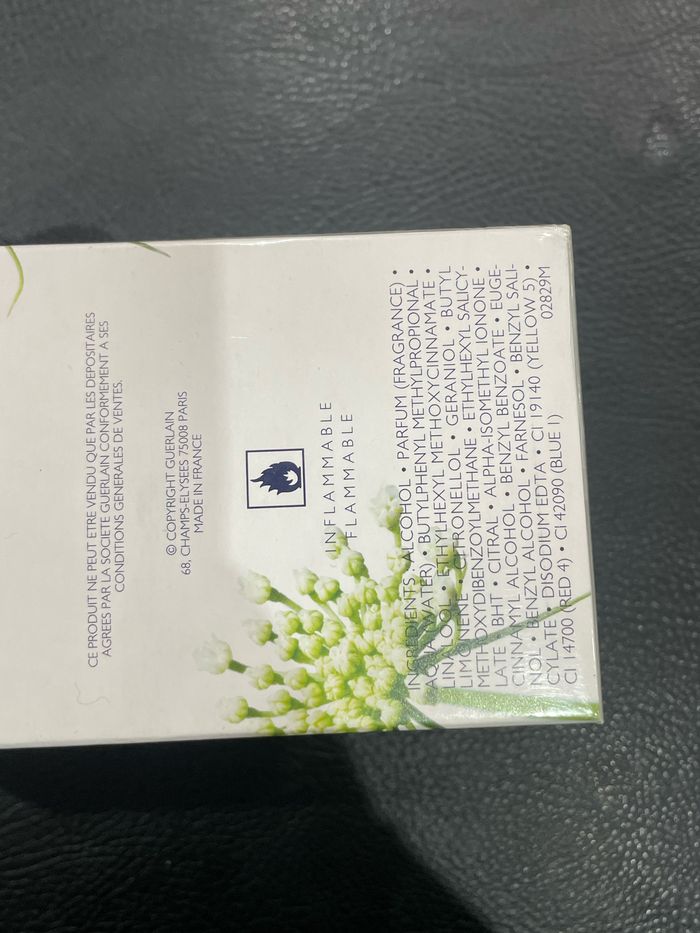 CE PRODUIT NE PEUT ETRE VENDU QUE PAR LES DEPOSITAIRES
AGREES PAR LA SOCIETE GUERLAIN CONFORMEMENT A SES
CONDITIONS GENERALES DE VENTES.
© COPYRIGHT GUERLAIN
68, CHAMPS-ELYSEES 75008 PARIS
MADE IN FRANCE
INFLAMMABLE
FLAMMABLE
INGREDIENTS : ALCOHOL • PARFUM (FRAGRANCE) •
AQUA (WATER) • BUTYLPHENYL METHYLPROPIONAL •
LINALOOL • ETHYLHEXYL METHOXYCINNAMATE •
LIMONENE • CITRONELLOL • GERANIOL • BUTYL
METHOXYDIBENZOYLMETHANE • ETHYLHEXYL SALICY-
LATE • BHT • CITRAL • ALPHA-ISOMETHYL IONONE •
CINNAMYL ALCOHOL • BENZYL BENZOATE • EUGE-
NOL • BENZYL ALCOHOL • FARNESOL • BENZYL SALI-
CYLATE • DISODIUM EDTA • CI 19140 (YELLOW 5) •
CI 14700 (RED 4) • CI 42090 (BLUE 1)
02829M